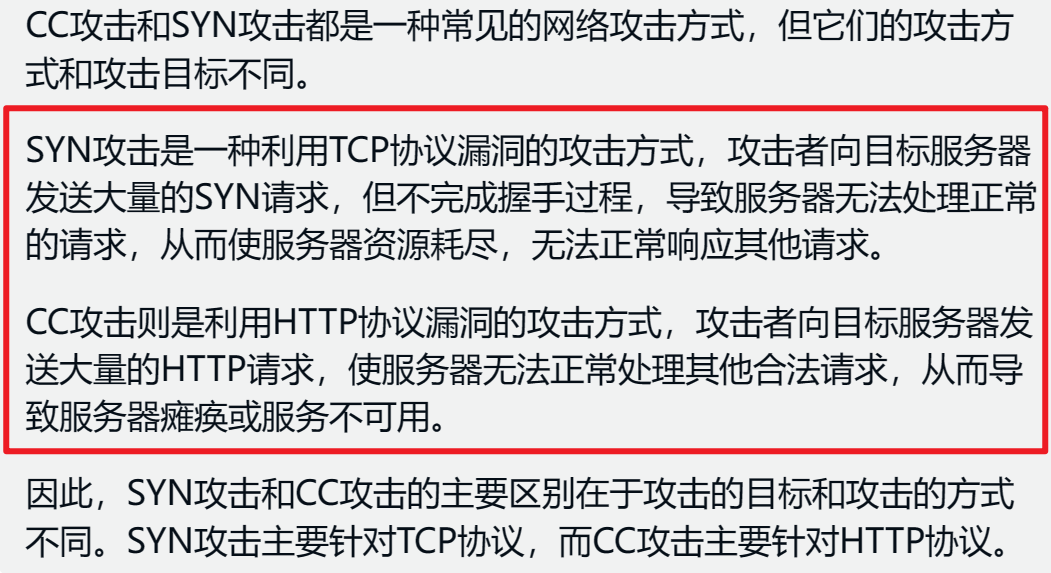 CC攻击和SYN攻击都是一种常见的网络攻击方式，但它们的攻击方
式和攻击目标不同。
SYN攻击是一种利用TCP协议漏洞的攻击方式，攻击者向目标服务器
发送大量的SYN请求，但不完成握手过程，导致服务器无法处理正常
的请求，从而使服务器资源耗尽，无法正常响应其他请求。
CC攻击则是利用HTTP协议漏洞的攻击方式，攻击者向目标服务器发
送大量的HTTP请求，使服务器无法正常处理其他合法请求，从而导
致服务器瘫痪或服务不可用。
因此，SYN攻击和CC攻击的主要区别在于攻击的目标和攻击的方式
不同。SYN攻击主要针对TCP协议，而CC攻击主要针对HTTP协议。